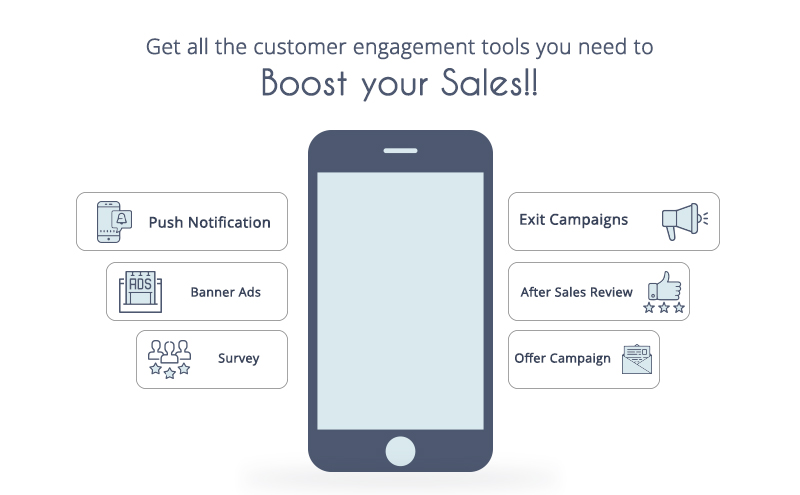 Get all the customer engagement tools you need to
Boost your Sales!!
Push Notification
Exit Campaigns
ADS
Banner Ads
After Sales Review
Survey
Offer Campaign